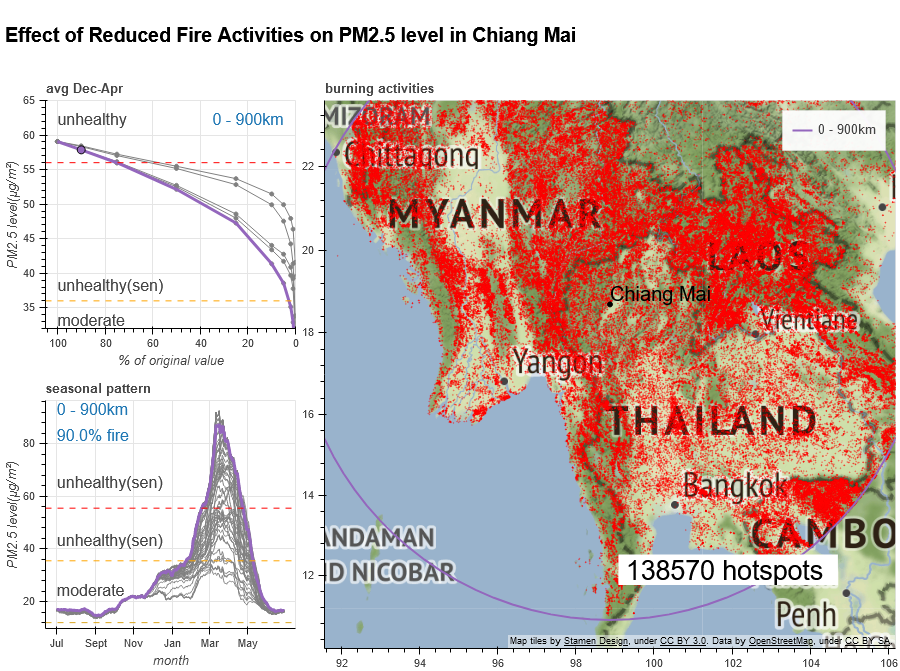 Effect of Reduced Fire Activities on PM2.5 level in Chiang Mai
avg Dec-Apr
65
60
55
50
45
40
35
PM2.5 level(μg/m²)
unhealthy
0 - 900km
unhealthy(sen)
moderate
100 80 60 40 20 0
% of original value
seasonal pattern
80
60
40
20
PM2.5 level(μg/m²)
0 - 900km
90.0% fire
unhealthy(sen)
unhealthy(sen)
moderate
Jul Sept Nov Jan Mar May
month
burning activities
22
20
18
16
14
12
0 - 900km
MIZORAM
Chittagong
MYANMAR
LAOS
Chiang Mai
Vientiane
Yangon
THAILAND
Bangkok
CAMBO
ANDAMAN
D NICOBAR
138570 hotspots
Penh
Map tiles by Stamen Design, under CC BY 3.0. Data by OpenStreetMap, under CC BY SA.
92 94 96 98 100 102 104 106